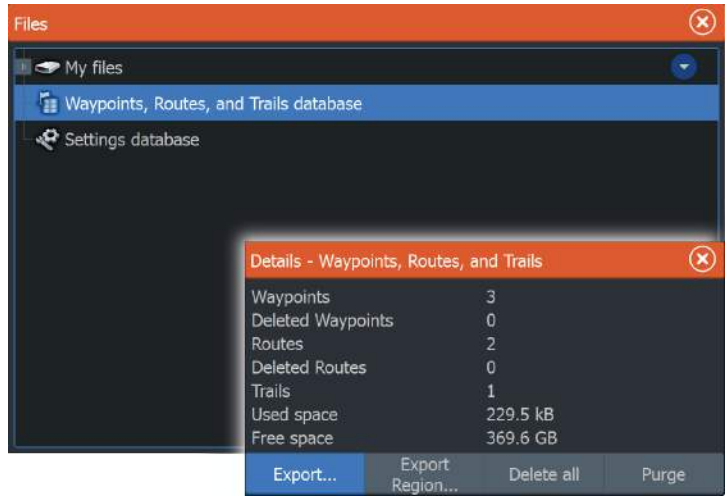 Files
My files
Waypoints, Routes, and Trails database
Settings database
Details - Waypoints, Routes, and Trails
Waypoints 3
Deleted Waypoints 0
Routes 2
Deleted Routes 0
Trails 1
Used space 229.5 kB
Free space 369.6 GB
Export...
Export
Region...
Delete all
Purge